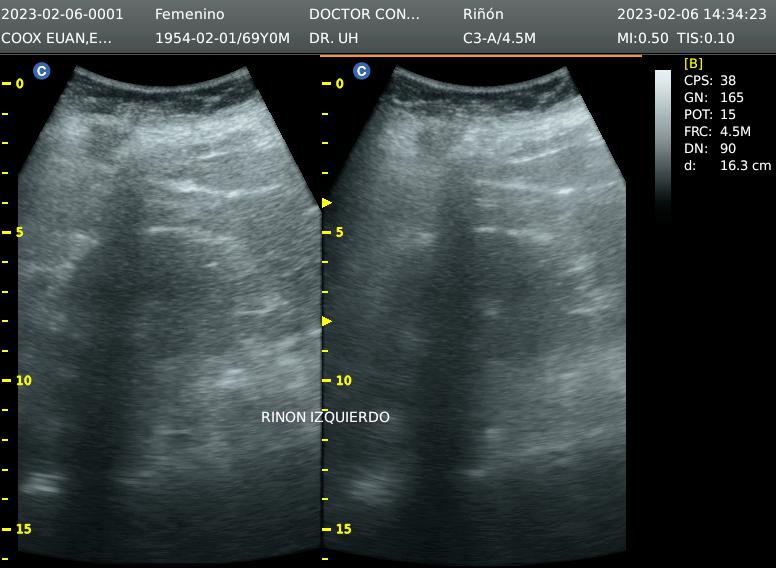 2023-02-06-0001 Femenino DOCTOR CON... Riñón 2023-02-06 14:34:23
COOX EUAN,E... 1954-02-01/69Y0M DR. UH C3-A/4.5M MI:0.50 TIS:0.10
C C
[B]
CPS: 38
GN: 165
POT: 15
FRC: 4.5M
DN: 90
d: 16.3 cm
0 0
5 5
10 10
RINON IZQUIERDO
15 15